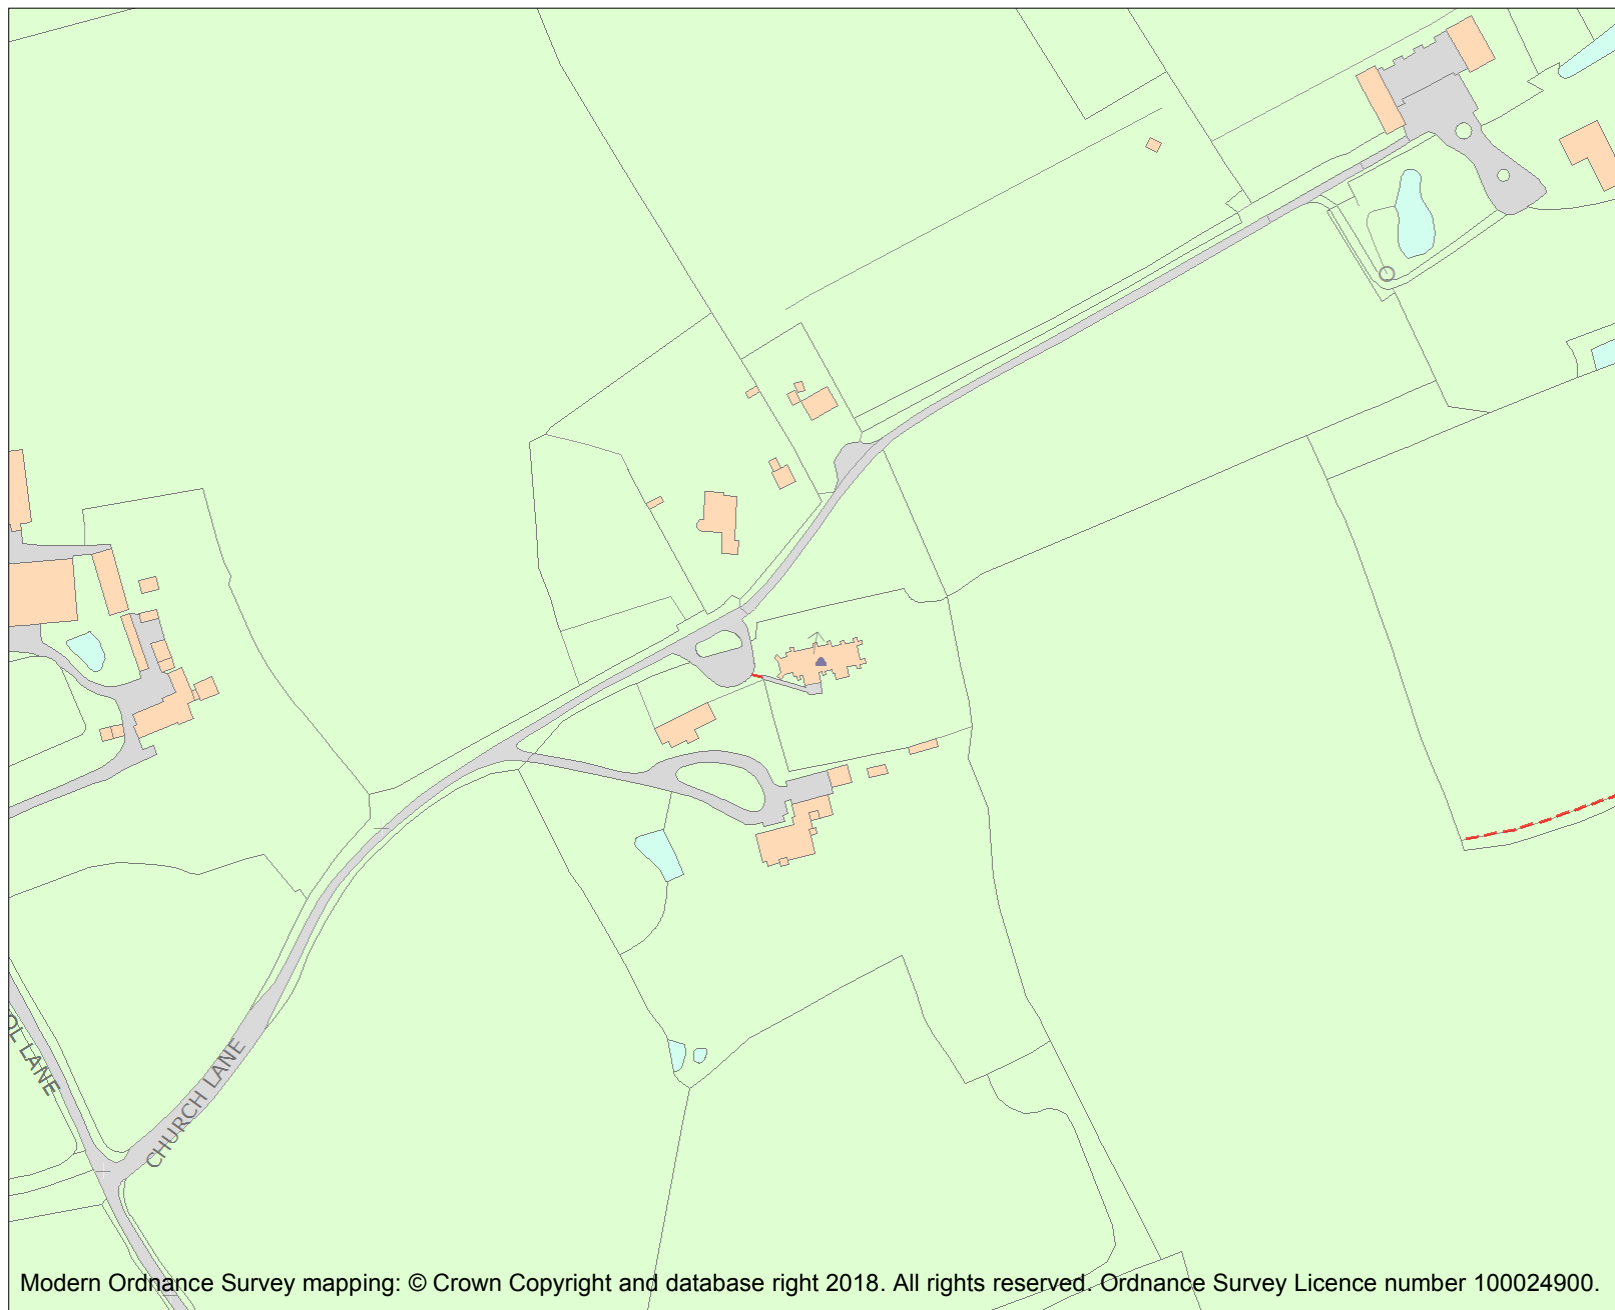 OL LANE
CHURCH LANE
Modern Ordnance Survey mapping: © Crown Copyright and database right 2018. All rights reserved. Ordnance Survey Licence number 100024900.